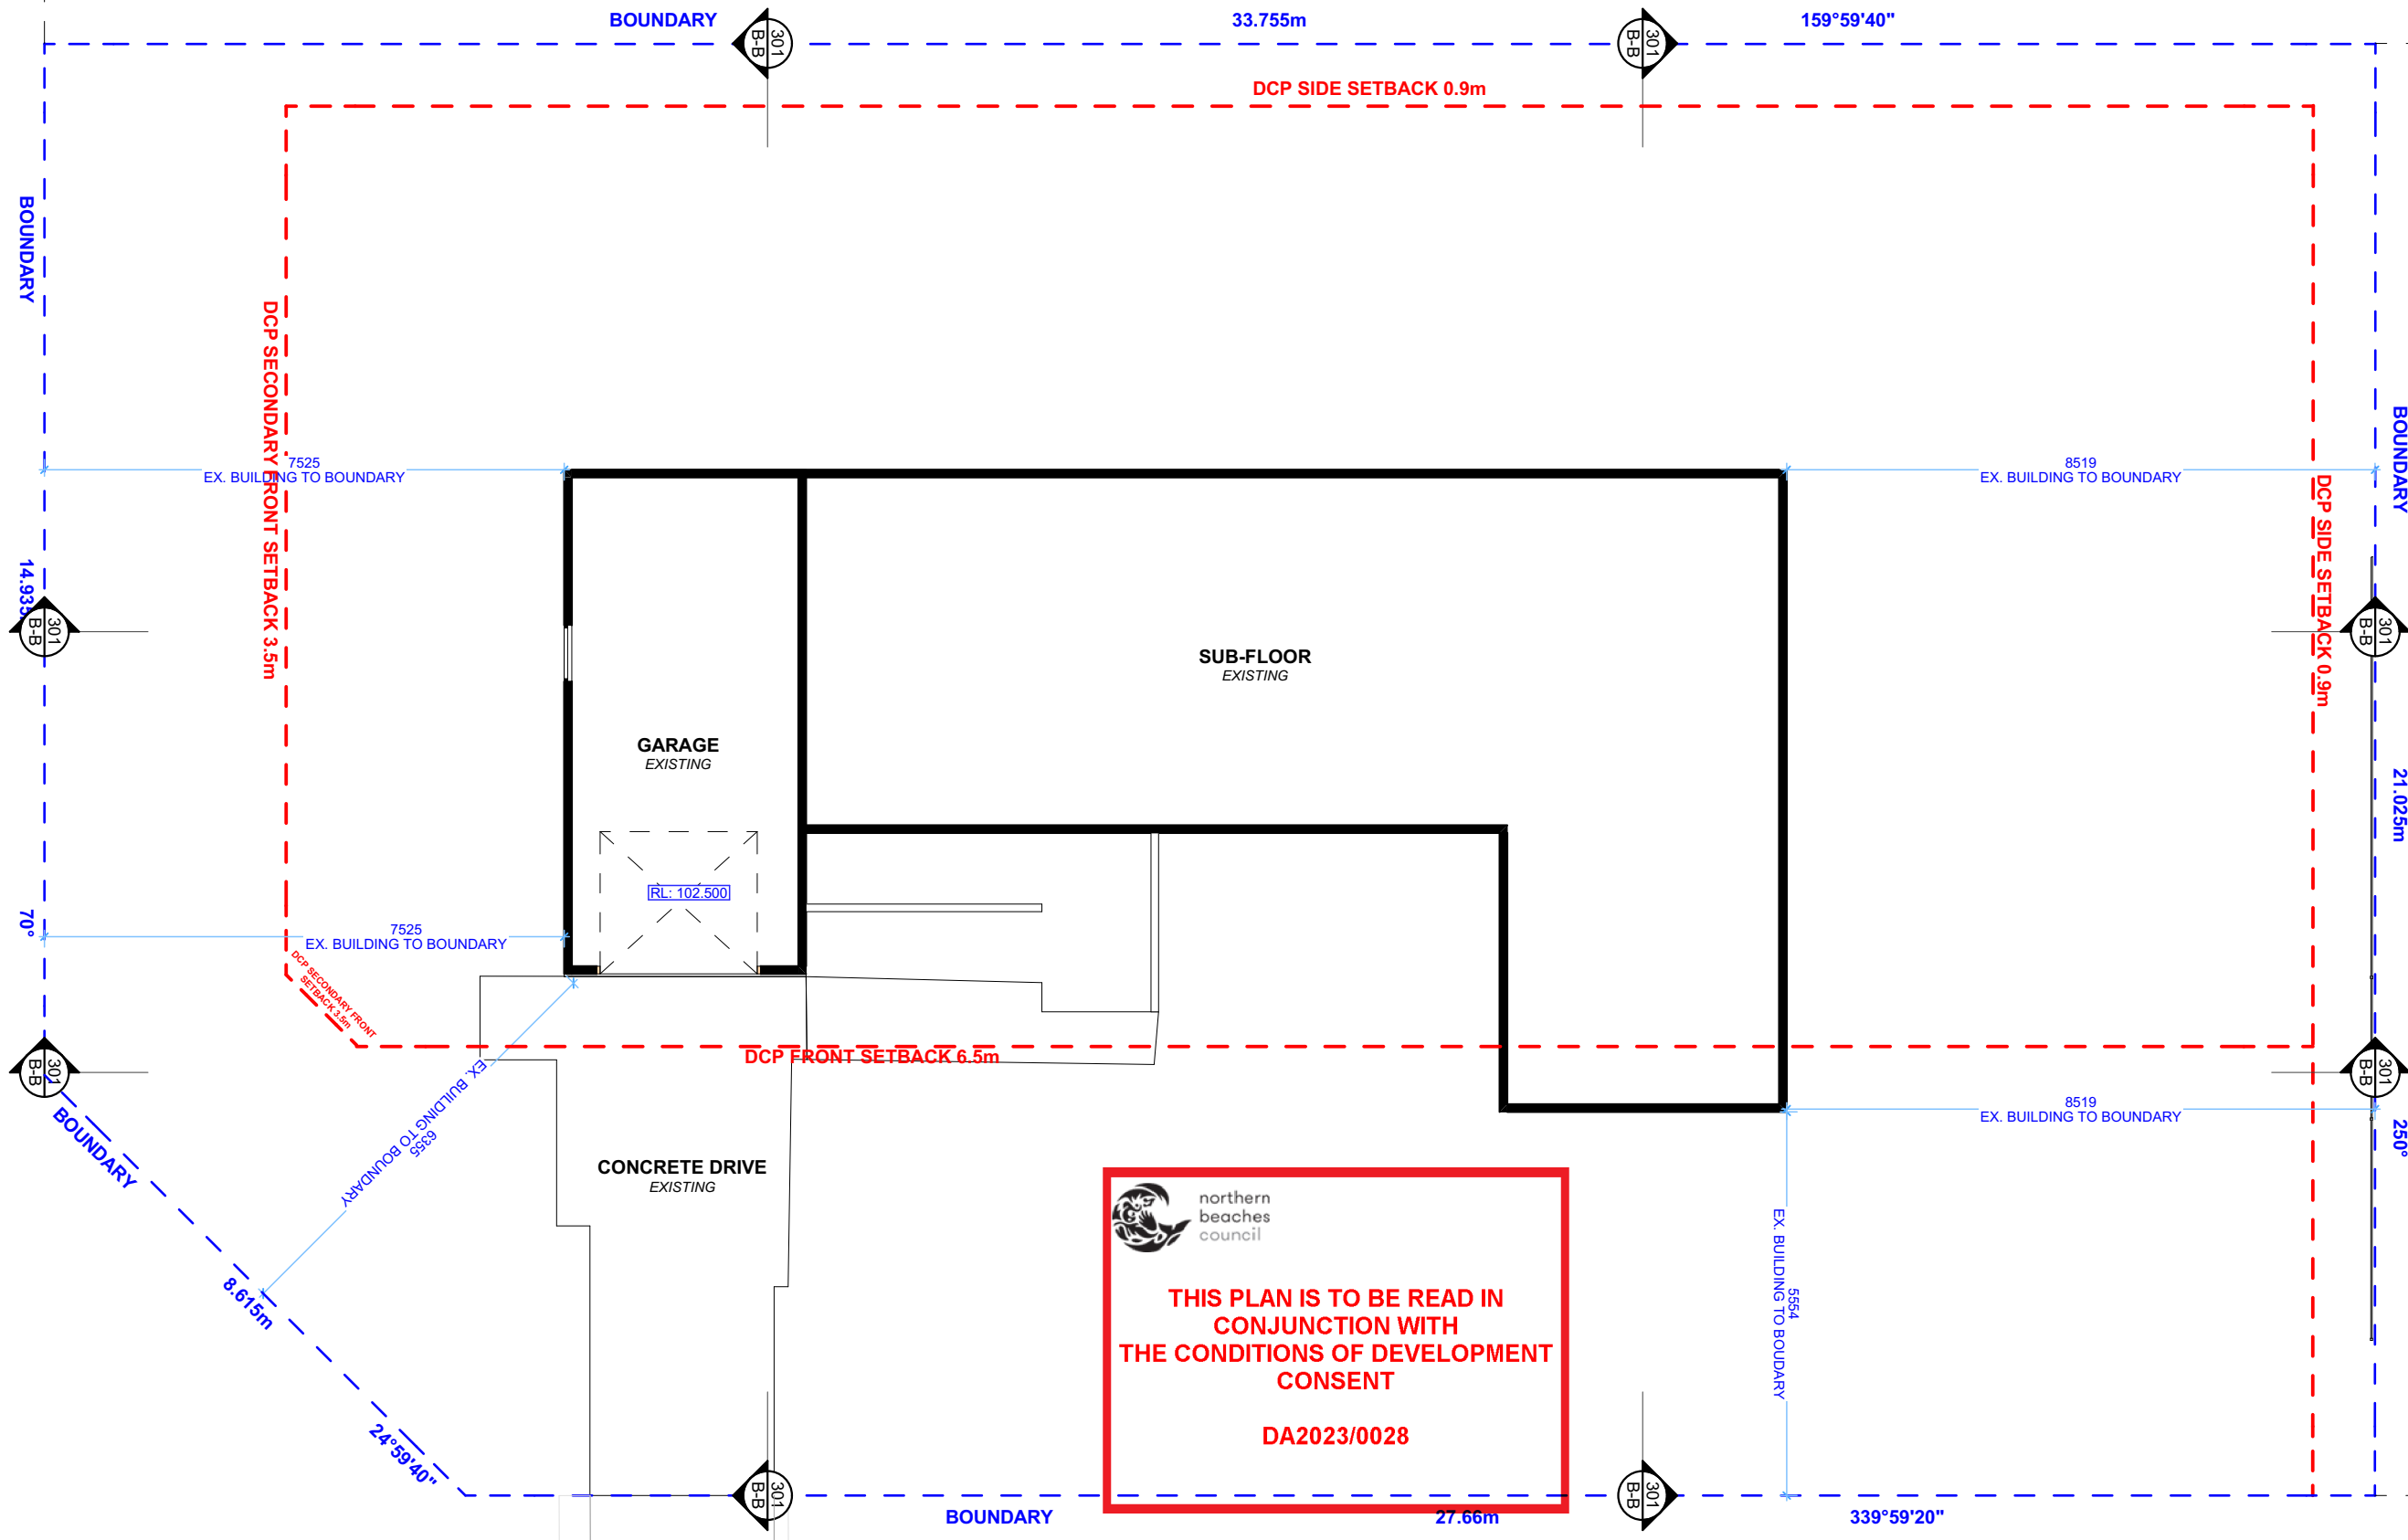 BOUNDARY
33.755m
159°59'40"
301
B-B
301
B-B
DCP SIDE SETBACK 0.9m
BOUNDARY
14.935
70°
DCP SECONDARY FRONT SETBACK 3.5m
7525
EX. BUILDING TO BOUNDARY
8519
EX. BUILDING TO BOUNDARY
BOUNDARY
21.025m
250°
DCP SIDE SETBACK 0.9m
301
B-B
301
B-B
SUB-FLOOR
EXISTING
GARAGE
EXISTING
RL: 102.500
7525
EX. BUILDING TO BOUNDARY
DCP SECONDARY FRONT
SETBACK 3.5m
DCP FRONT SETBACK 6.5m
301
B-B
301
B-B
8519
EX. BUILDING TO BOUNDARY
BOUNDARY
8.615m
24°59'40"
6355
EX. BUILDING TO BOUNDARY
CONCRETE DRIVE
EXISTING
5554
EX. BUILDING TO BOUDARY
northern
beaches
council
THIS PLAN IS TO BE READ IN
CONJUNCTION WITH
THE CONDITIONS OF DEVELOPMENT
CONSENT
DA2023/0028
301
B-B
301
B-B
BOUNDARY
27.66m
339°59'20"